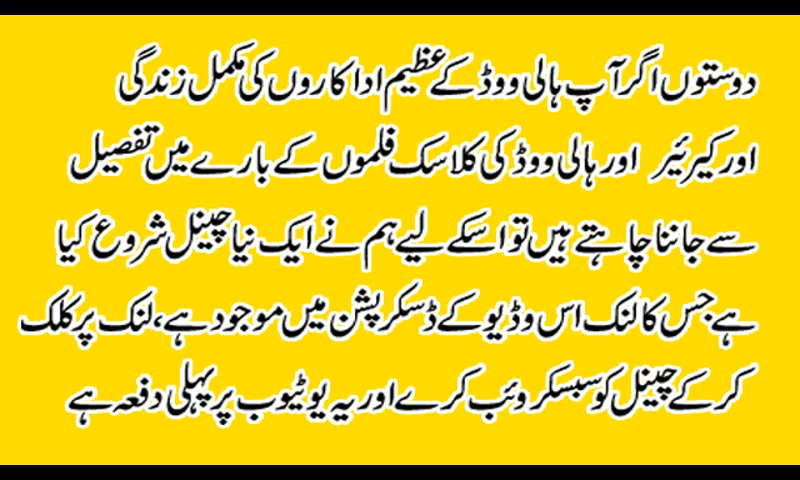 دوستوں اگر آپ ہالی ووڈ کے عظیم اداکاروں کی مکمل زندگی
اور کیرئیر اور ہالی ووڈ کی کلاسک فلموں کے بارے میں تفصیل
سے جاننا چاہتے ہیں تو اسکے لیے ہم نے ایک نیا چینل شروع کیا
ہے جس کا لنک اس وڈیو کے ڈسکرپشن میں موجود ہے، لنک پر کلک
کر کے چینل کو سبسکروئب کرے اور یہ یوٹیوب پر پہلی دفعہ ہے